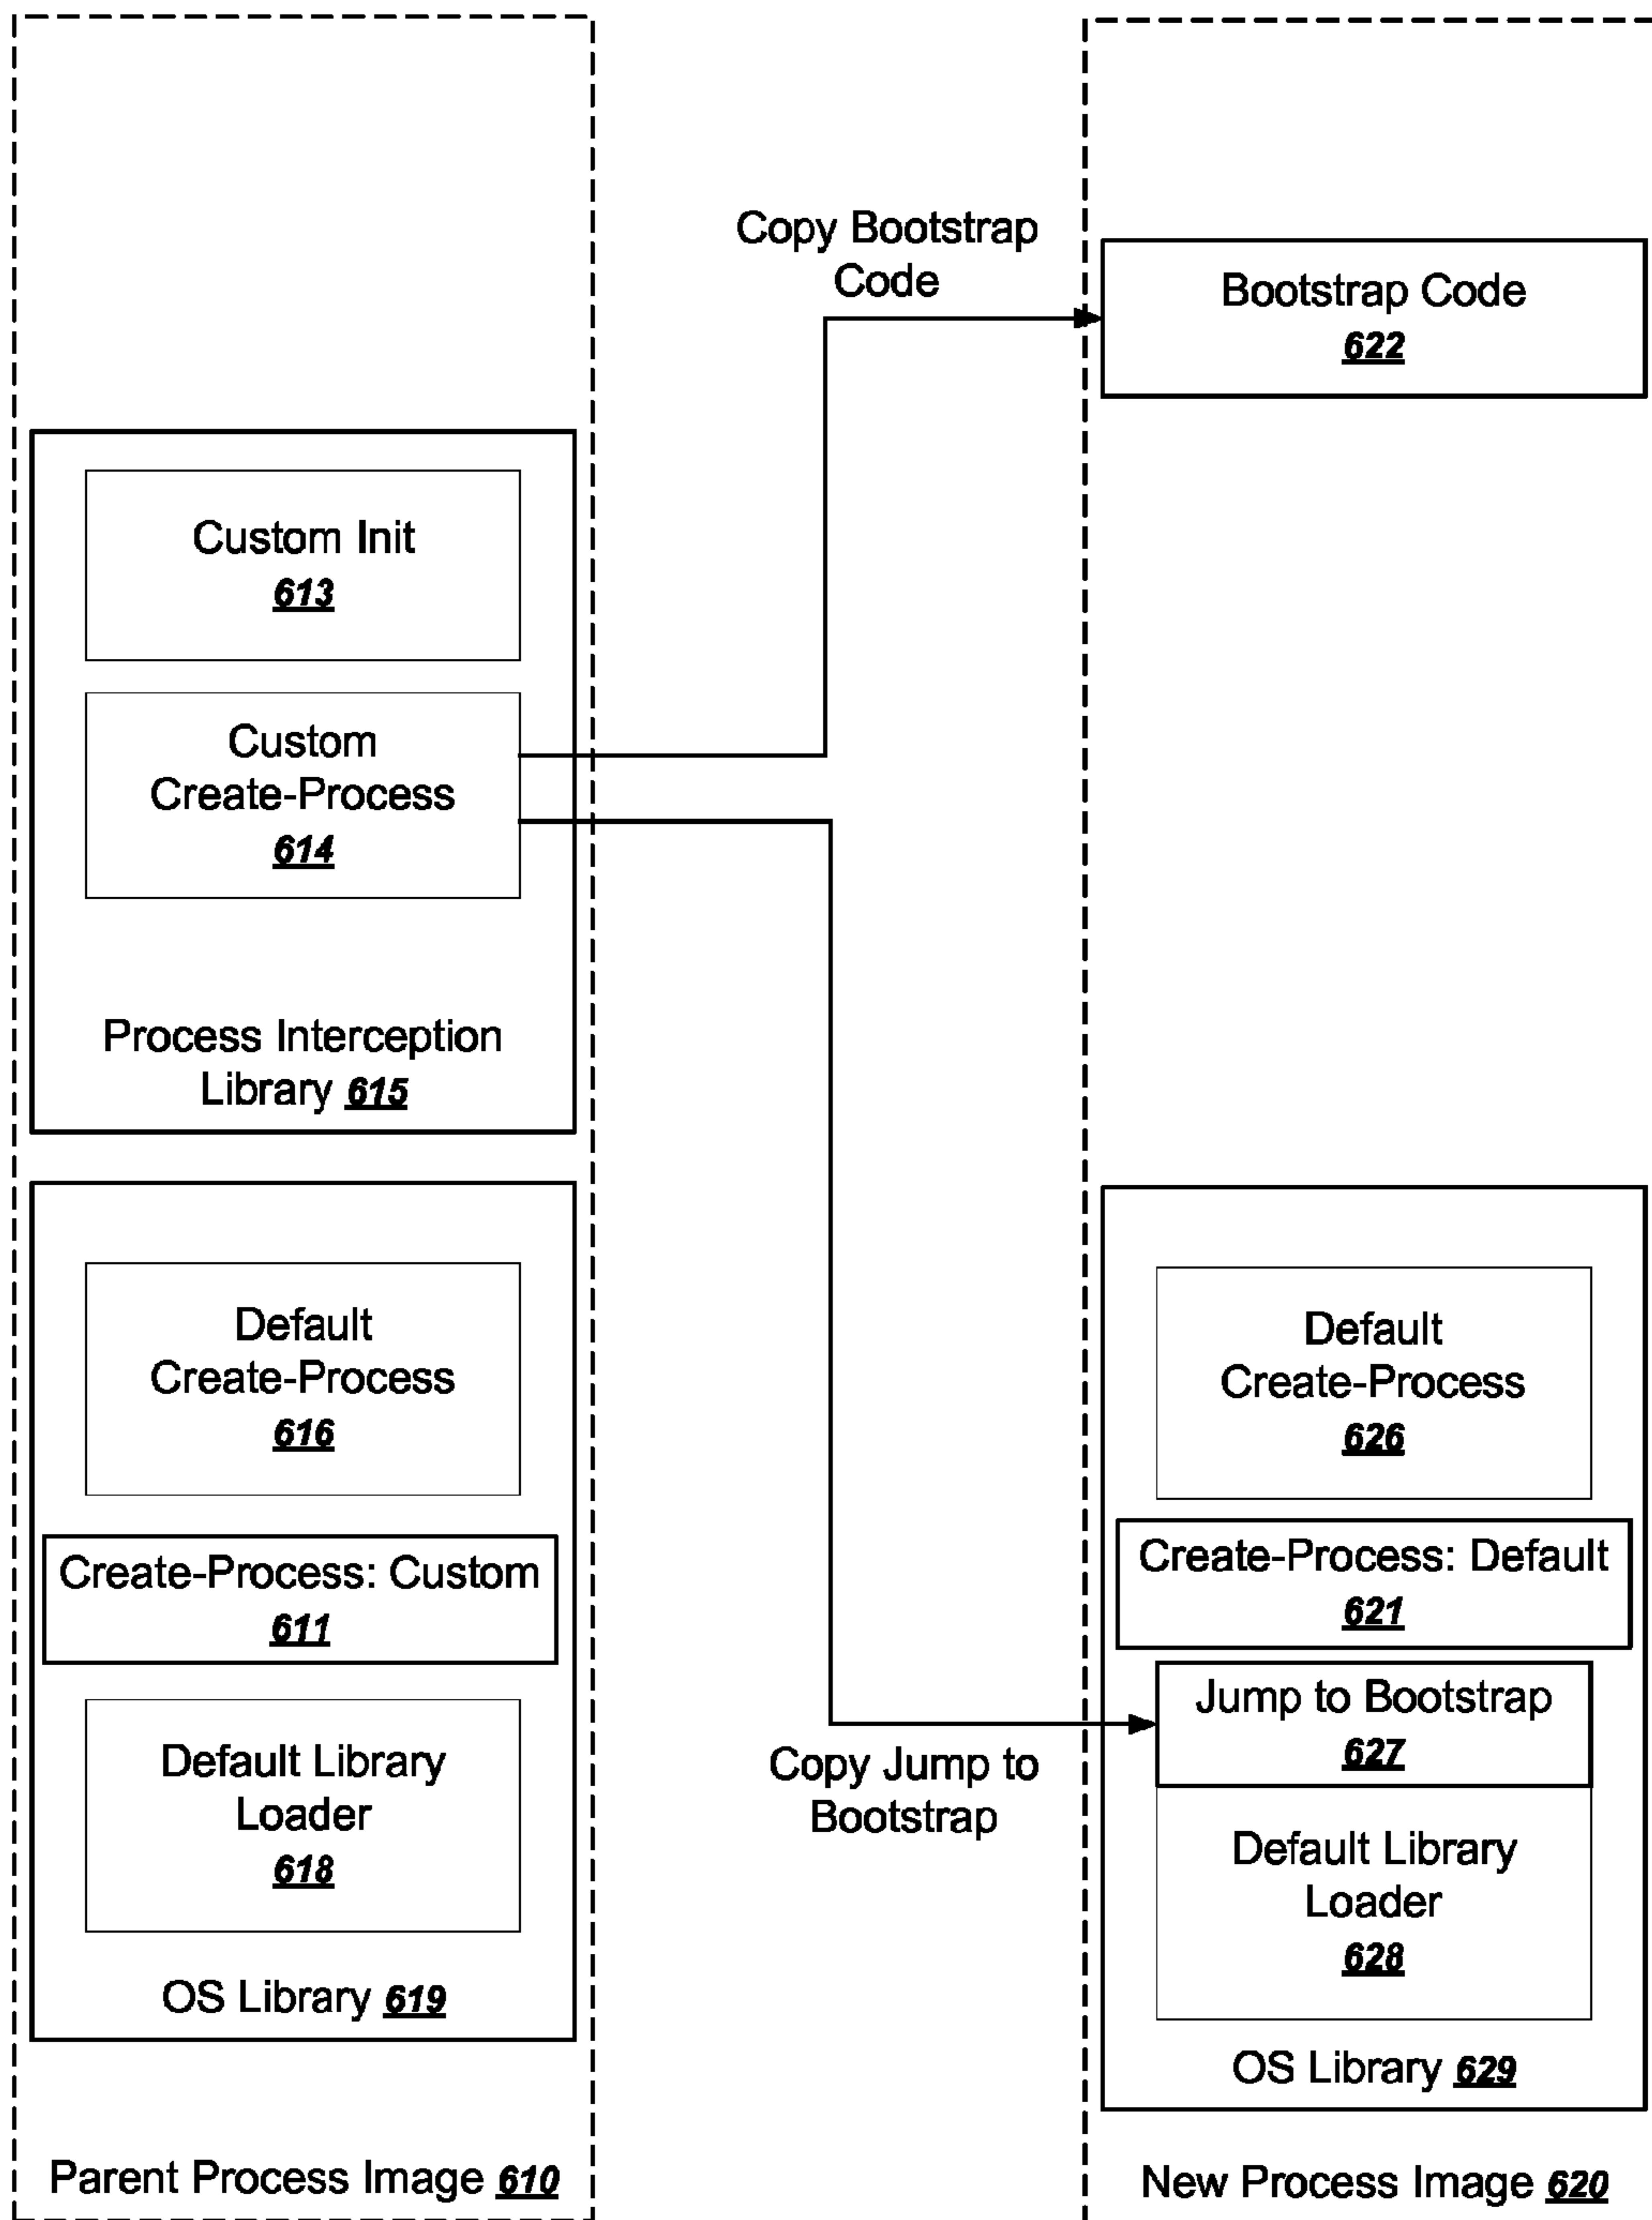 Copy Bootstrap
Code
Bootstrap Code
622
Custom Init
613
Custom
Create-Process
614
Process Interception
Library 615
Default
Create-Process
616
Create-Process: Custom
611
Default Library
Loader
618
OS Library 619
Parent Process Image 610
Copy Jump to
Bootstrap
Default
Create-Process
626
Create-Process: Default
621
Jump to Bootstrap
627
Default Library
Loader
628
OS Library 629
New Process Image 620